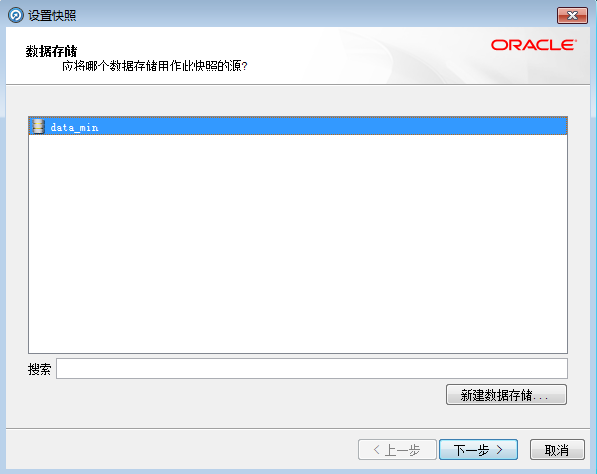 设置快照
数据存储
ORACLE
应将哪个数据存储用作此快照的源?
data_min
搜索
新建数据存储...
< 上一步
下一步 >
取消